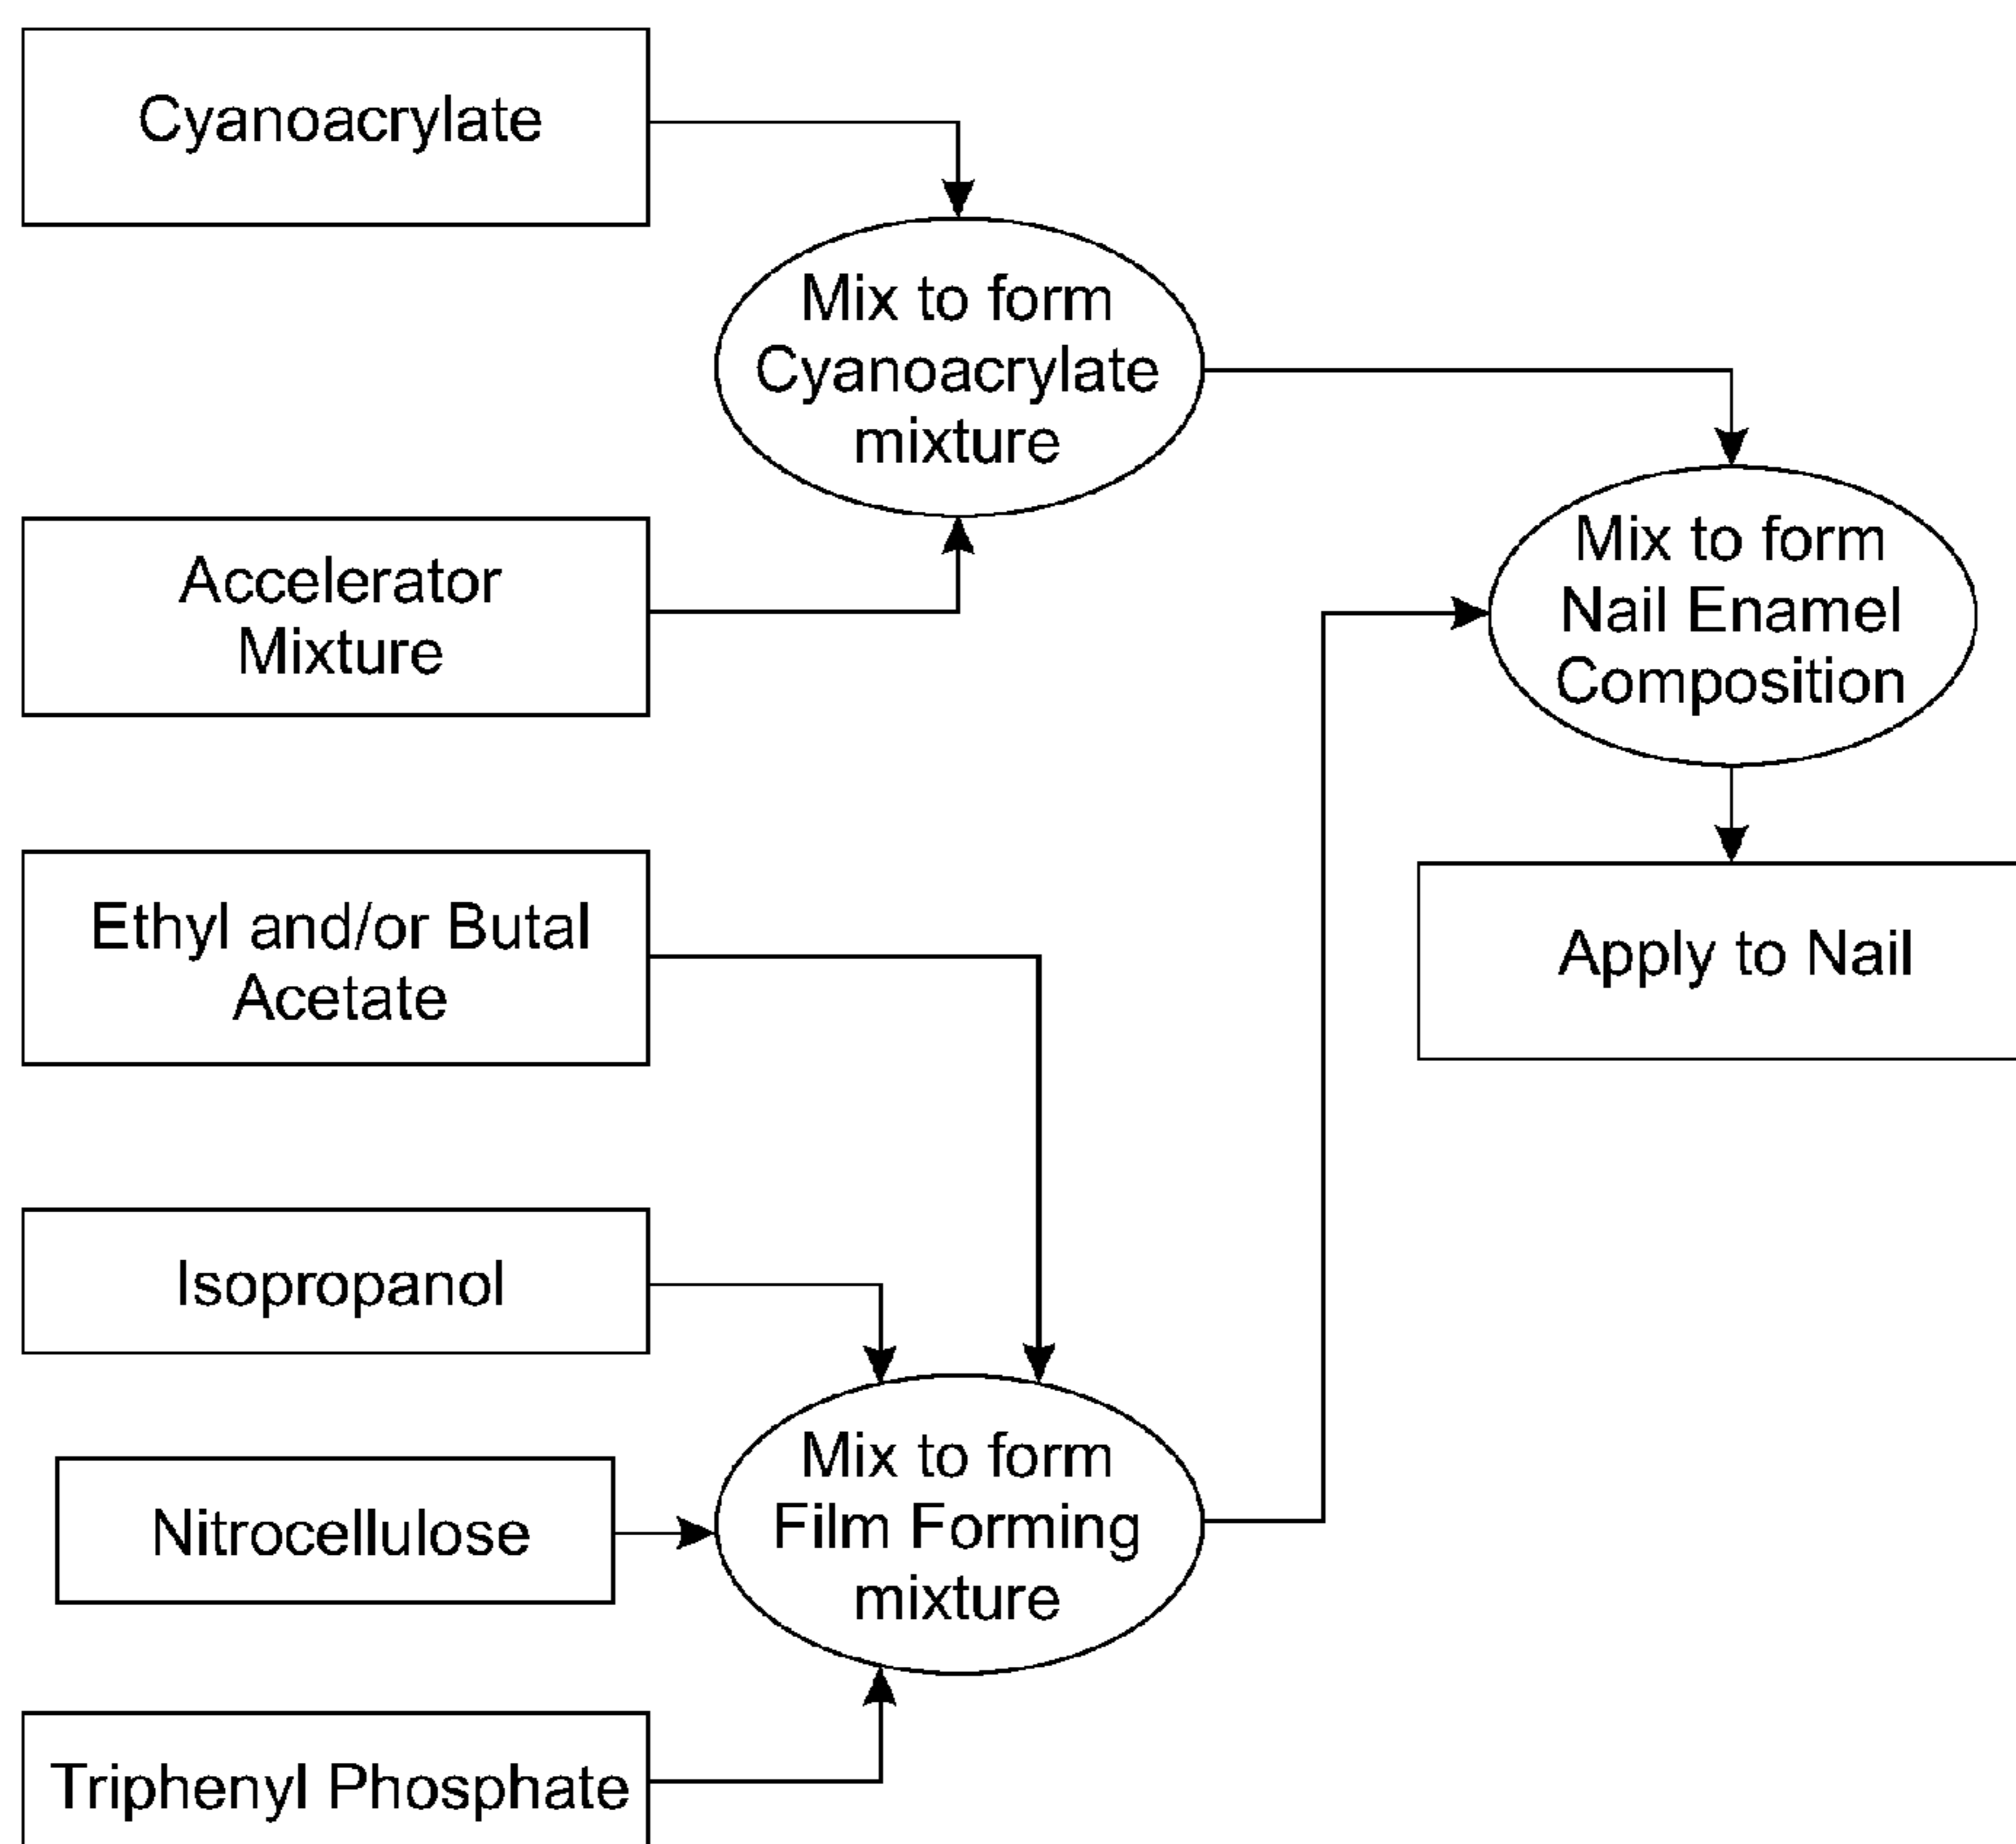 Cyanoacrylate
Mix to form
Cyanoacrylate
mixture
Accelerator
Mixture
Mix to form
Nail Enamel
Composition
Ethyl and/or Butal
Acetate
Apply to Nail
Isopropanol
Nitrocellulose
Mix to form
Film Forming
mixture
Triphenyl Phosphate